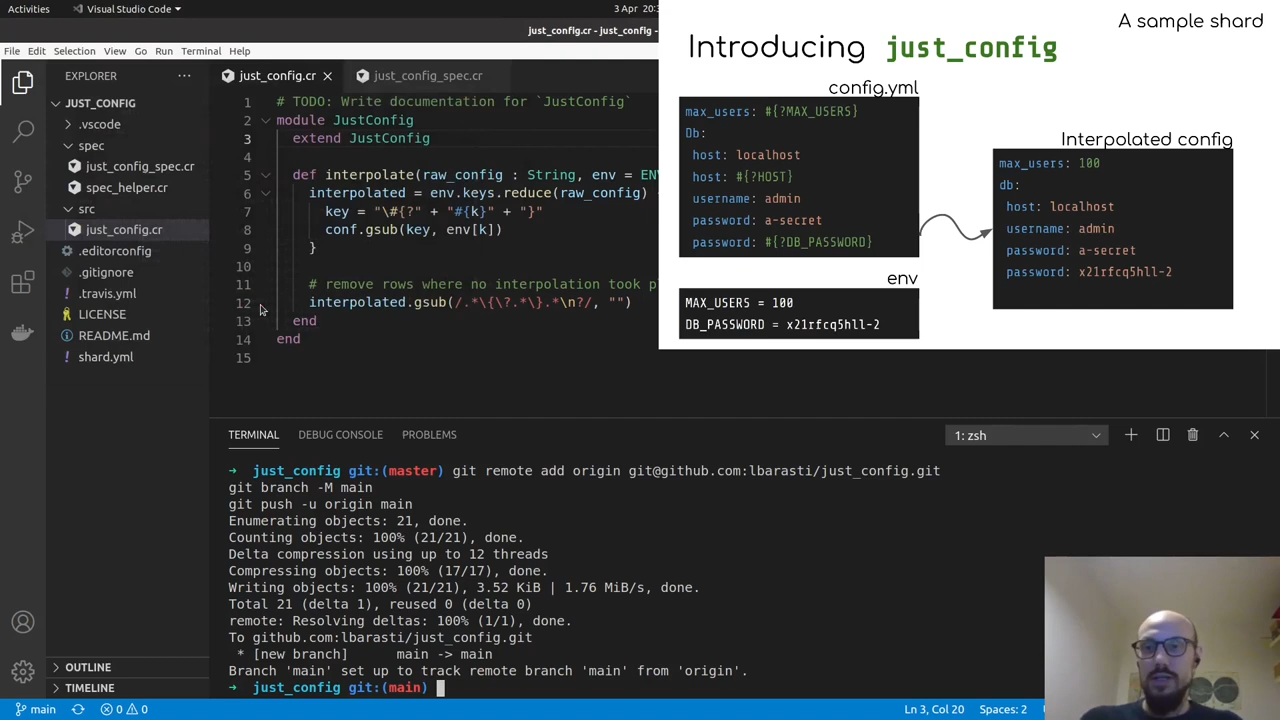 Activities
Visual Studio Code
3 Apr 20:3
just_config.cr - just_config -
File Edit Selection View Go Run Terminal Help
EXPLORER
JUST_CONFIG
.vscode
spec
just_config_spec.cr
spec_helper.cr
src
just_config.cr
.editorconfig
.gitignore
.travis.yml
LICENSE
README.md
shard.yml
OUTLINE
TIMELINE
just_config.cr
just_config_spec.cr
1 # TODO: Write documentation for `JustConfig`
2 module JustConfig
3 extend JustConfig
4
5 def interpolate(raw_config : String, env = EN
6 interpolated = env.keys.reduce(raw_config)
7 key = "\#{?" + "#{k}" + "}"
8 conf.gsub(key, env[k])
9 }
10
11 # remove rows where no interpolation took p
12 interpolated.gsub(/.*\{\?.*\}.*\n?/, "")
13 end
14 end
15
A sample shard
Introducing just_config
config.yml
max_users: #{?MAX_USERS}
Db:
host: localhost
host: #{?HOST}
username: admin
password: a-secret
password: #{?DB_PASSWORD}
env
MAX_USERS = 100
DB_PASSWORD = x21rfcq5hll-2
Interpolated config
max_users: 100
db:
host: localhost
username: admin
password: a-secret
password: x21rfcq5hll-2
TERMINAL DEBUG CONSOLE PROBLEMS
1: zsh
➜ just_config git:(master) git remote add origin git@github.com:lbarasti/just_config.git
git branch -M main
git push -u origin main
Enumerating objects: 21, done.
Counting objects: 100% (21/21), done.
Delta compression using up to 12 threads
Compressing objects: 100% (17/17), done.
Writing objects: 100% (21/21), 3.52 KiB | 1.76 MiB/s, done.
Total 21 (delta 1), reused 0 (delta 0)
remote: Resolving deltas: 100% (1/1), done.
To github.com:lbarasti/just_config.git
* [new branch] main -> main
Branch 'main' set up to track remote branch 'main' from 'origin'.
➜ just_config git:(main)
main
0 0
Ln 3, Col 20
Spaces: 2